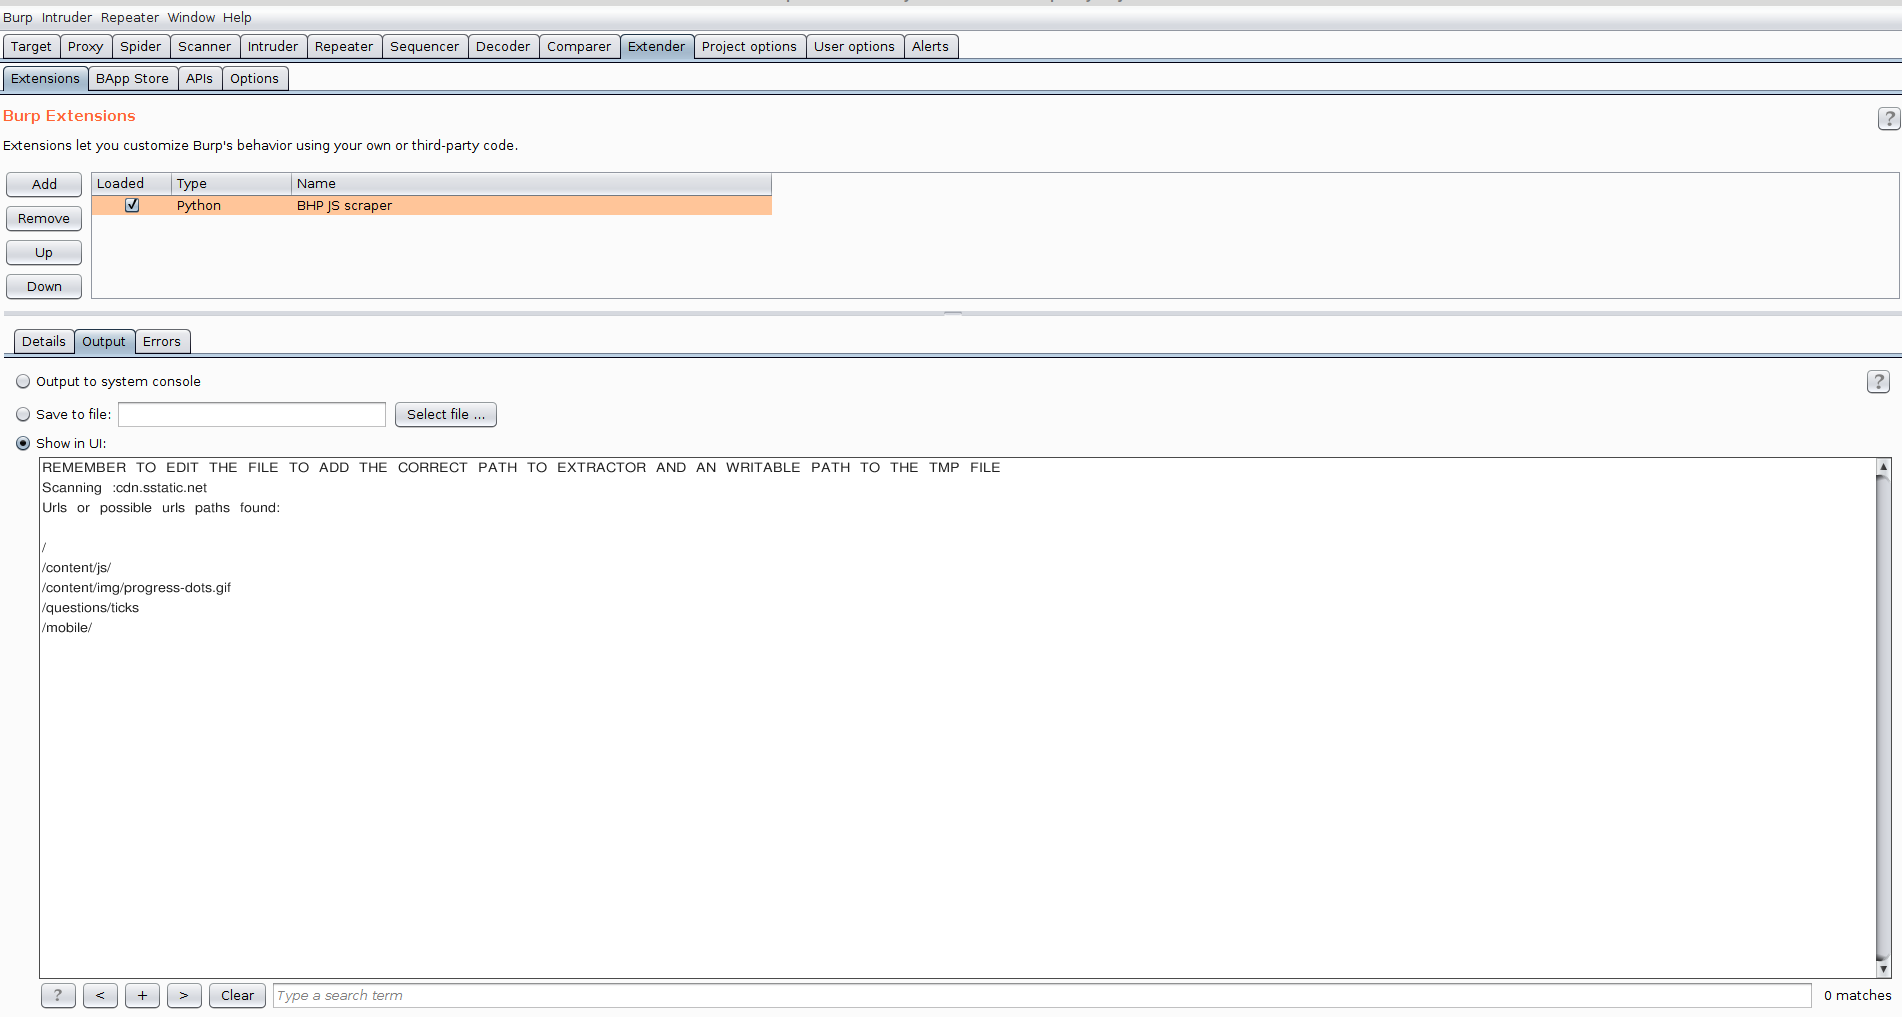 Burp Intruder Repeater Window Help
Target Proxy Spider Scanner Intruder Repeater Sequencer Decoder Comparer Extender Project options User options Alerts
Extensions BApp Store APIs Options
Burp Extensions
?
Extensions let you customize Burp's behavior using your own or third-party code.
Add
Remove
Up
Down
Loaded Type Name
Python BHP JS scraper
Details Output Errors
Output to system console
?
Save to file: Select file ...
Show in UI:
REMEMBER TO EDIT THE FILE TO ADD THE CORRECT PATH TO EXTRACTOR AND AN WRITABLE PATH TO THE TMP FILE
Scanning :cdn.sstatic.net
Urls or possible urls paths found:
/
/content/js/
/content/img/progress-dots.gif
/questions/ticks
/mobile/
? < + > Clear Type a search term 0 matches